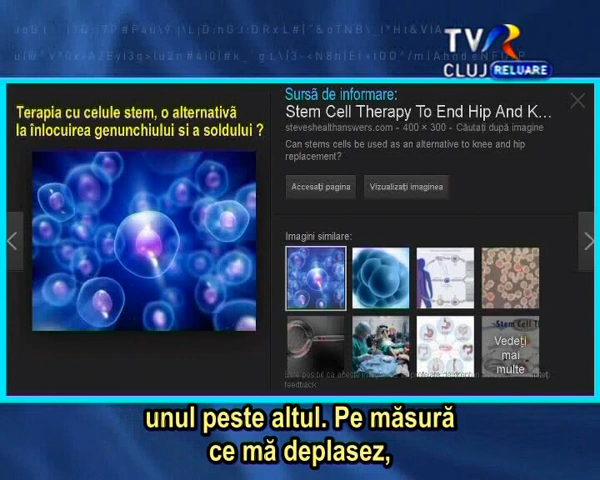 TVR
CLUJ RELUARE
Terapia cu celule stem, o alternativă
la înlocuirea genunchiului si a soldului ?
Sursă de informare:
Stem Cell Therapy To End Hip And K...
steveshealthanswers.com - 400 × 300 - Căutați după imagine
Can stems cells be used as an alternative to knee and hip
replacement?
Accesați pagina
Vizualizați imaginea
Imagini similare:
Stem Cell
Vedeți
mai
multe
feedback
unul peste altul. Pe măsură
ce mă deplasez,